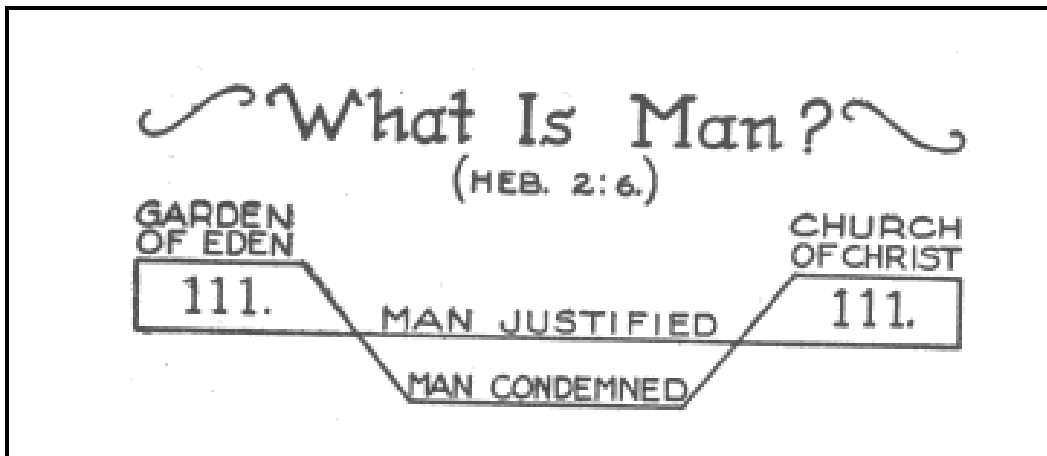 What Is Man?
(HEB. 2:6.)
GARDEN
OF EDEN
CHURCH
OF CHRIST
111.
MAN JUSTIFIED
111.
MAN CONDEMNED